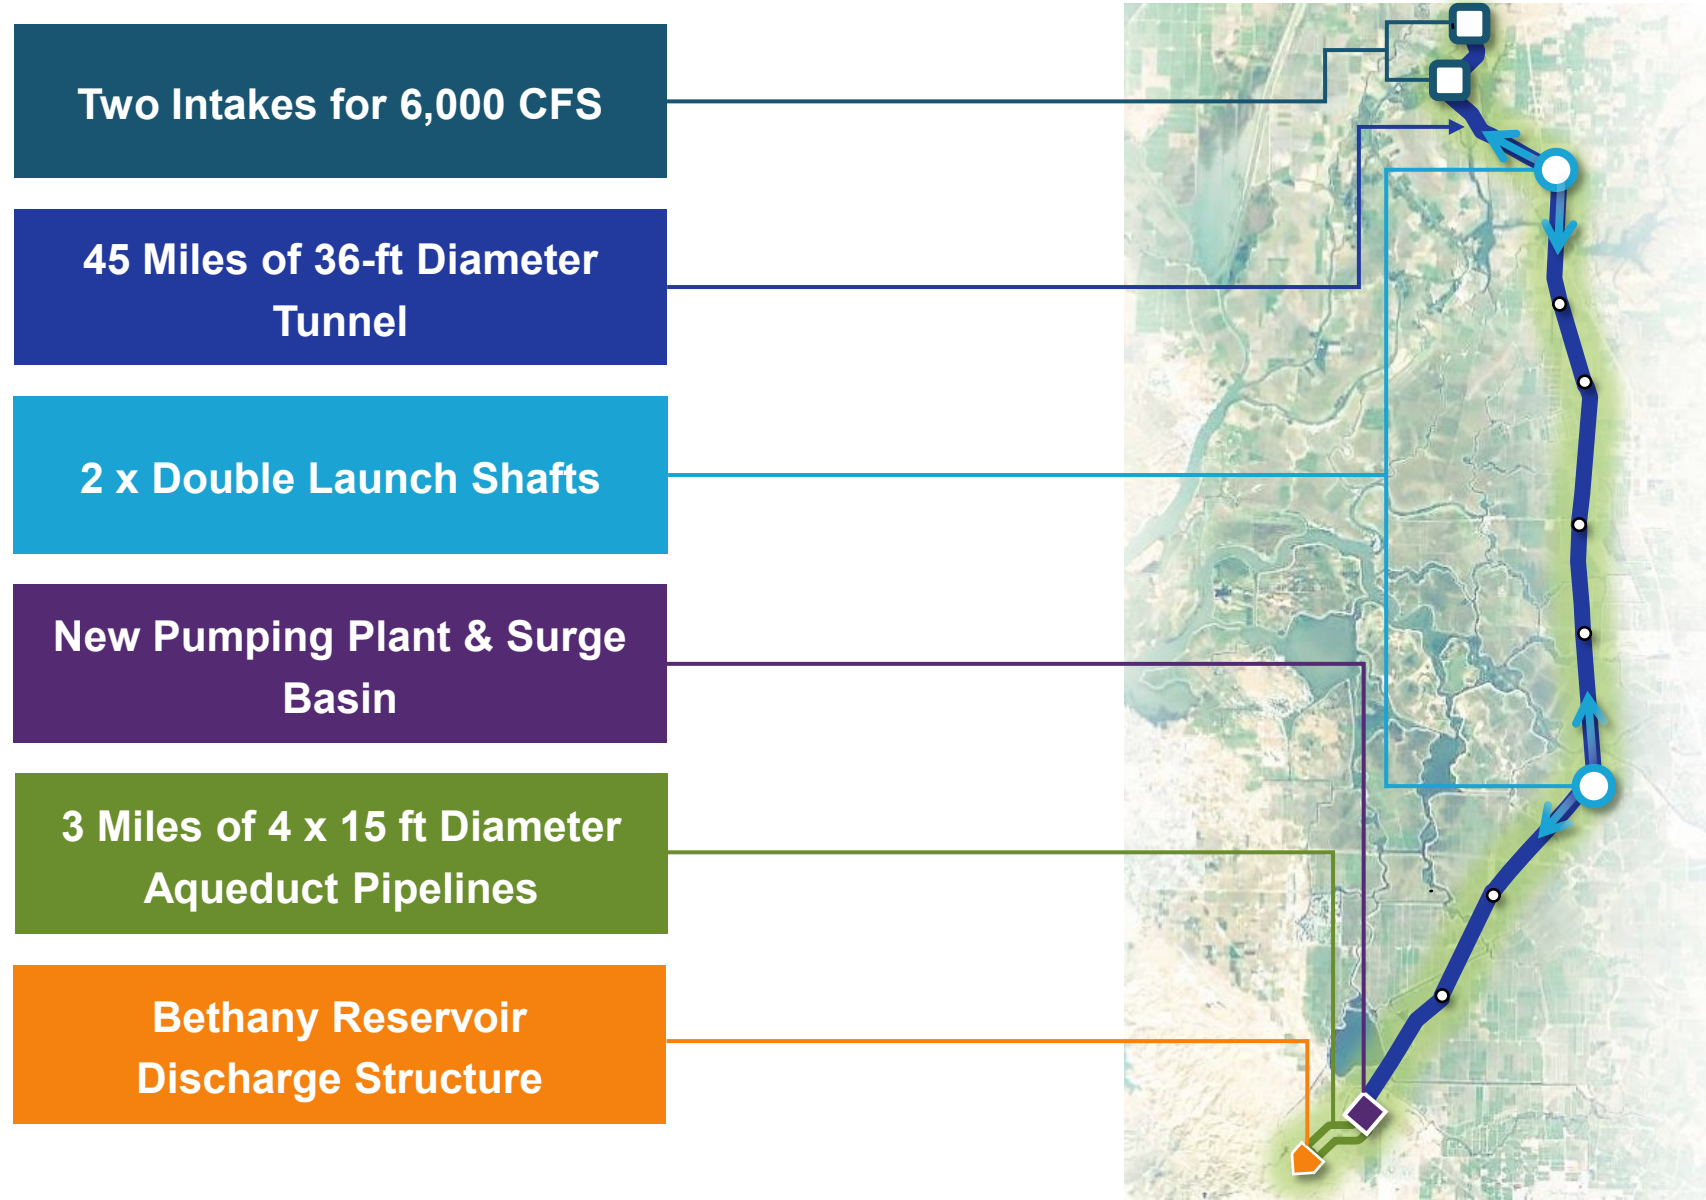 Two Intakes for 6,000 CFS
45 Miles of 36-ft Diameter
Tunnel
2 x Double Launch Shafts
New Pumping Plant & Surge
Basin
3 Miles of 4 x 15 ft Diameter
Aqueduct Pipelines
Bethany Reservoir
Discharge Structure